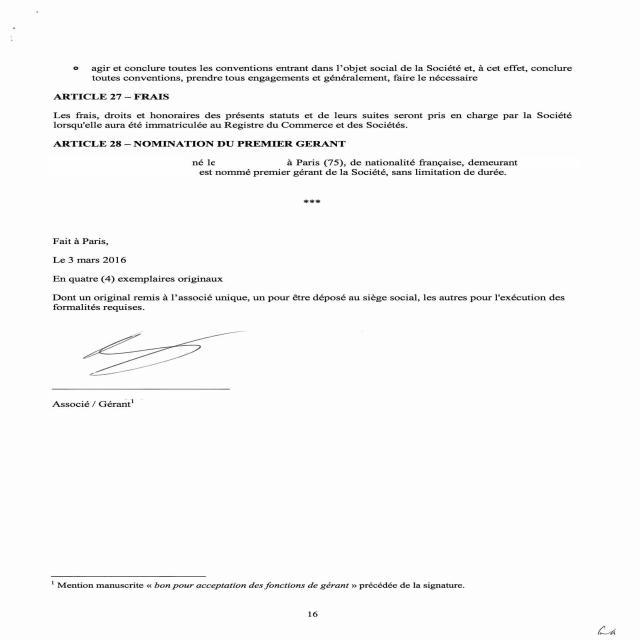 o agir et conclure toutes les conventions entrant dans l'objet social de la Société et, à cet effet, conclure
toutes conventions, prendre tous engagements et généralement, faire le nécessaire
ARTICLE 27 – FRAIS
Les frais, droits et honoraires des présents statuts et de leurs suites seront pris en charge par la Société
lorsqu'elle aura été immatriculée au Registre du Commerce et des Sociétés.
ARTICLE 28 – NOMINATION DU PREMIER GERANT
né le à Paris (75), de nationalité française, demeurant
est nommé premier gérant de la Société, sans limitation de durée.
***
Fait à Paris,
Le 3 mars 2016
En quatre (4) exemplaires originaux
Dont un original remis à l'associé unique, un pour être déposé au siège social, les autres pour l'exécution des
formalités requises.
Associé / Gérant¹
¹ Mention manuscrite « bon pour acceptation des fonctions de gérant » précédée de la signature.
16